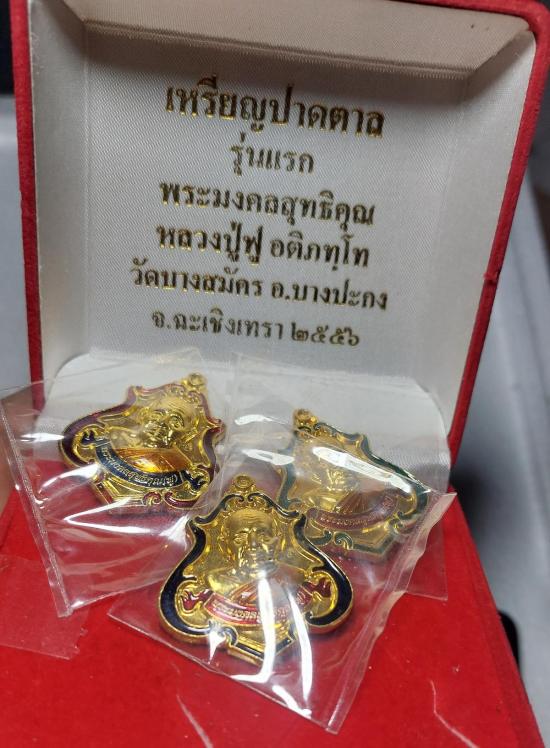 เหรียญปาดตาล
รุ่นแรก
พระมงคลสุทธิคุณ
หลวงปู่ฟู อติภทฺโท
วัดบางสมัคร อ.บางปะกง
จ.ฉะเชิงเทรา ๒๕๕๖